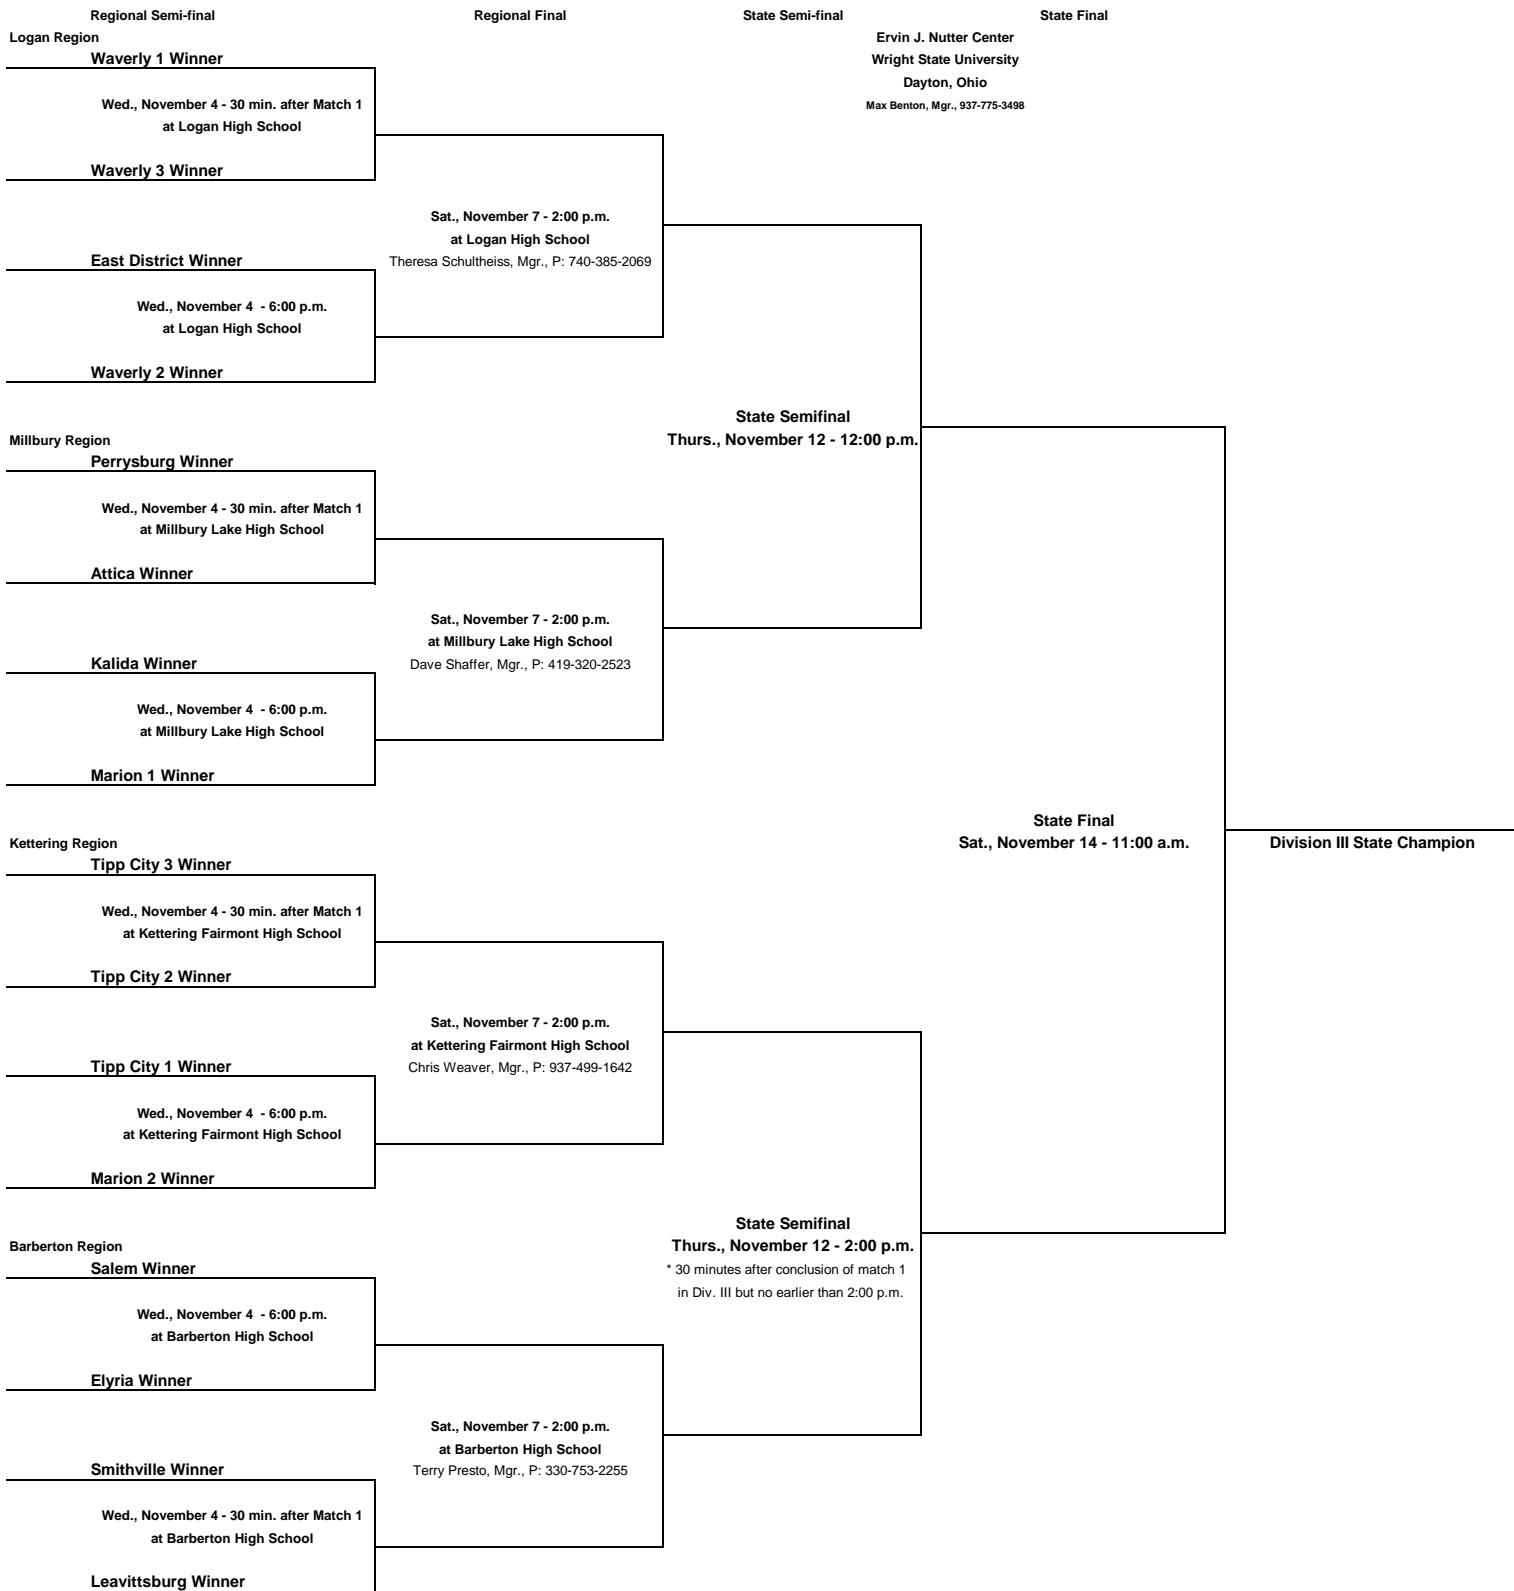 Regional Semi-final
Regional Final
State Semi-final
State Final
Logan Region
Ervin J. Nutter Center
Waverly 1 Winner
Wright State University
Dayton, Ohio
Wed., November 4 - 30 min. after Match 1
Max Benton, Mgr., 937-775-3498
at Logan High School
Waverly 3 Winner
Sat., November 7 - 2:00 p.m.
at Logan High School
East District Winner
Theresa Schultheiss, Mgr., P: 740-385-2069
Wed., November 4 - 6:00 p.m.
at Logan High School
Waverly 2 Winner
State Semifinal
Millbury Region
Thurs., November 12 - 12:00 p.m.
Perrysburg Winner
Wed., November 4 - 30 min. after Match 1
at Millbury Lake High School
Attica Winner
Sat., November 7 - 2:00 p.m.
at Millbury Lake High School
Kalida Winner
Dave Shaffer, Mgr., P: 419-320-2523
Wed., November 4 - 6:00 p.m.
at Millbury Lake High School
Marion 1 Winner
State Final
Kettering Region
Sat., November 14 - 11:00 a.m.
Division III State Champion
Tipp City 3 Winner
Wed., November 4 - 30 min. after Match 1
at Kettering Fairmont High School
Tipp City 2 Winner
Sat., November 7 - 2:00 p.m.
at Kettering Fairmont High School
Tipp City 1 Winner
Chris Weaver, Mgr., P: 937-499-1642
Wed., November 4 - 6:00 p.m.
at Kettering Fairmont High School
Marion 2 Winner
State Semifinal
Barberton Region
Thurs., November 12 - 2:00 p.m.
Salem Winner
* 30 minutes after conclusion of match 1
in Div. III but no earlier than 2:00 p.m.
Wed., November 4 - 6:00 p.m.
at Barberton High School
Elyria Winner
Sat., November 7 - 2:00 p.m.
at Barberton High School
Smithville Winner
Terry Presto, Mgr., P: 330-753-2255
Wed., November 4 - 30 min. after Match 1
at Barberton High School
Leavittsburg Winner